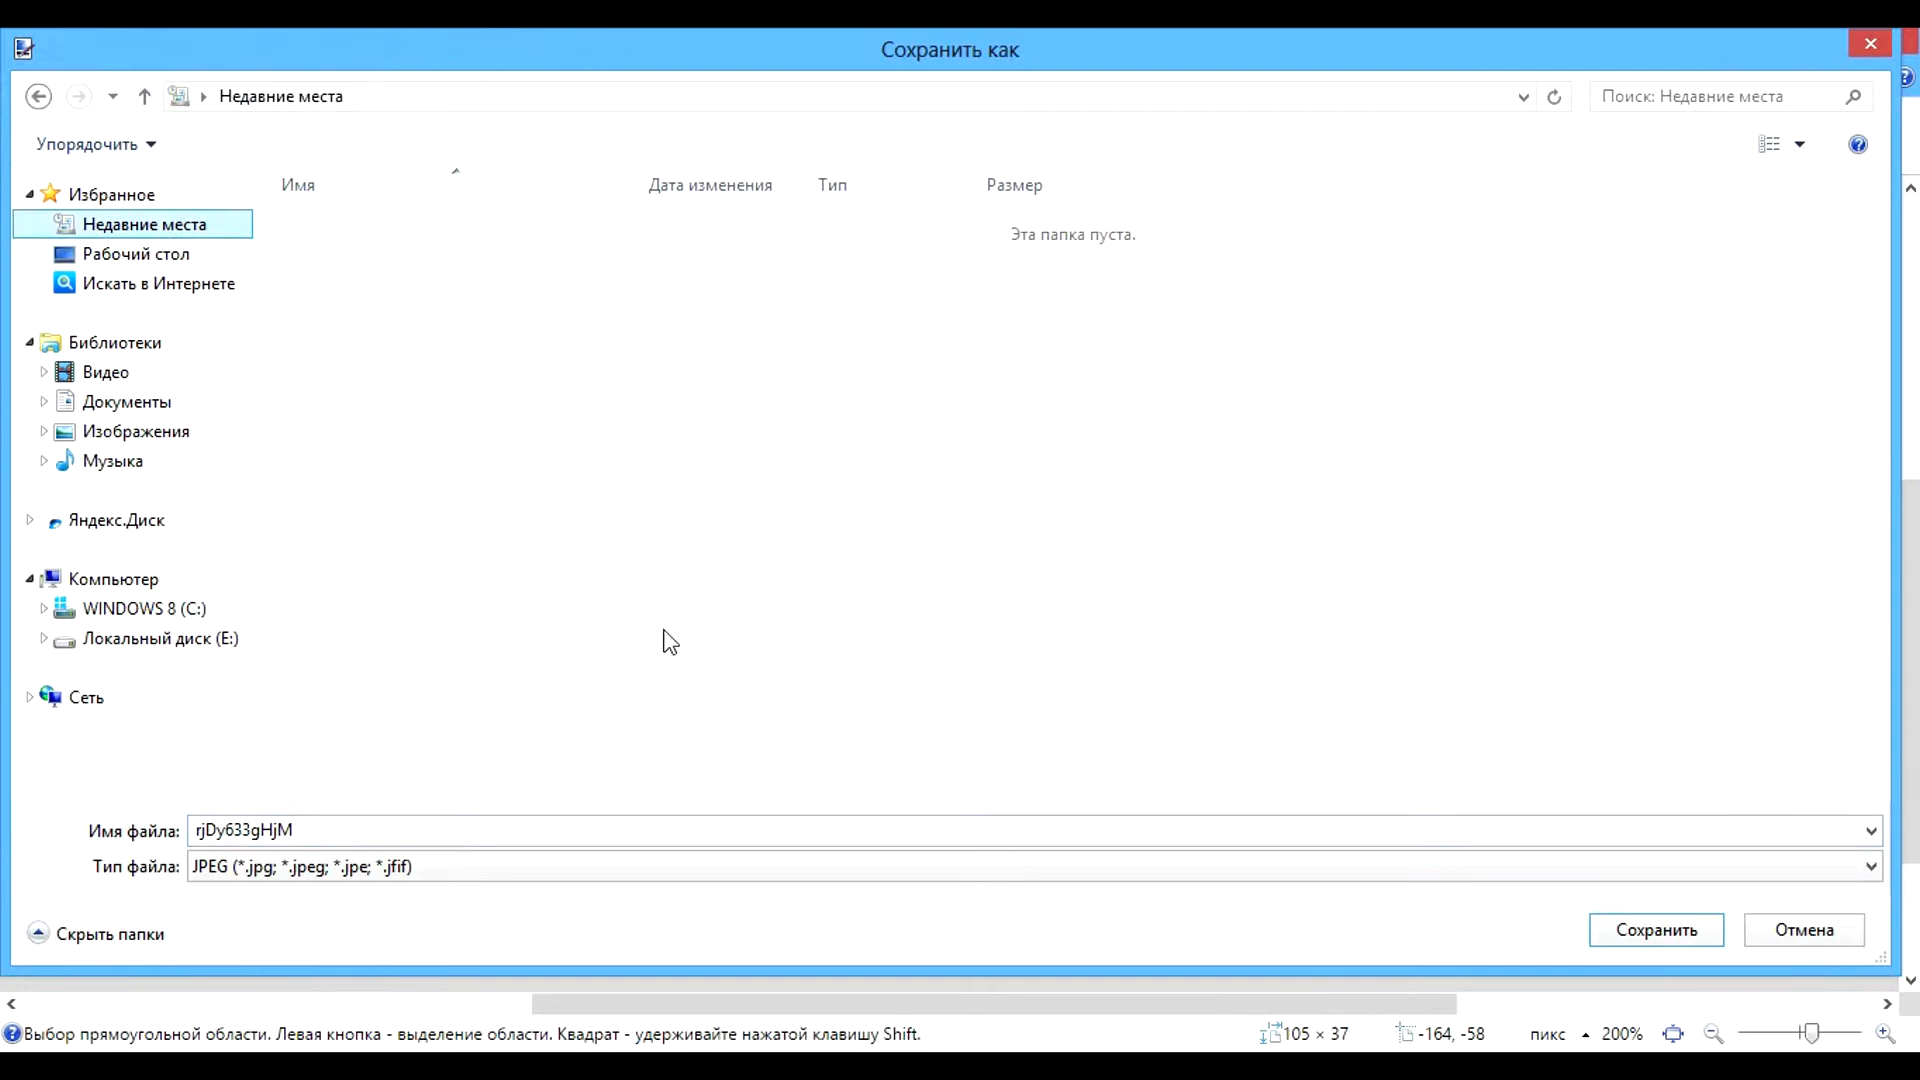 Сохранить как
Недавние места
Поиск: Недавние места
Упорядочить
Имя
Дата изменения
Тип
Размер
Эта папка пуста.
Избранное
Недавние места
Рабочий стол
Искать в Интернете
Библиотеки
Видео
Документы
Изображения
Музыка
Яндекс.Диск
Компьютер
WINDOWS 8 (C:)
Локальный диск (E:)
Сеть
Имя файла: rjDy633gHjM
Тип файла: JPEG (*.jpg; *.jpeg; *.jpe; *.jfif)
Скрыть папки
Сохранить
Отмена
Выбор прямоугольной области. Левая кнопка - выделение области. Квадрат - удерживайте нажатой клавишу Shift.
105 × 37
-164, -58
пикс
200%